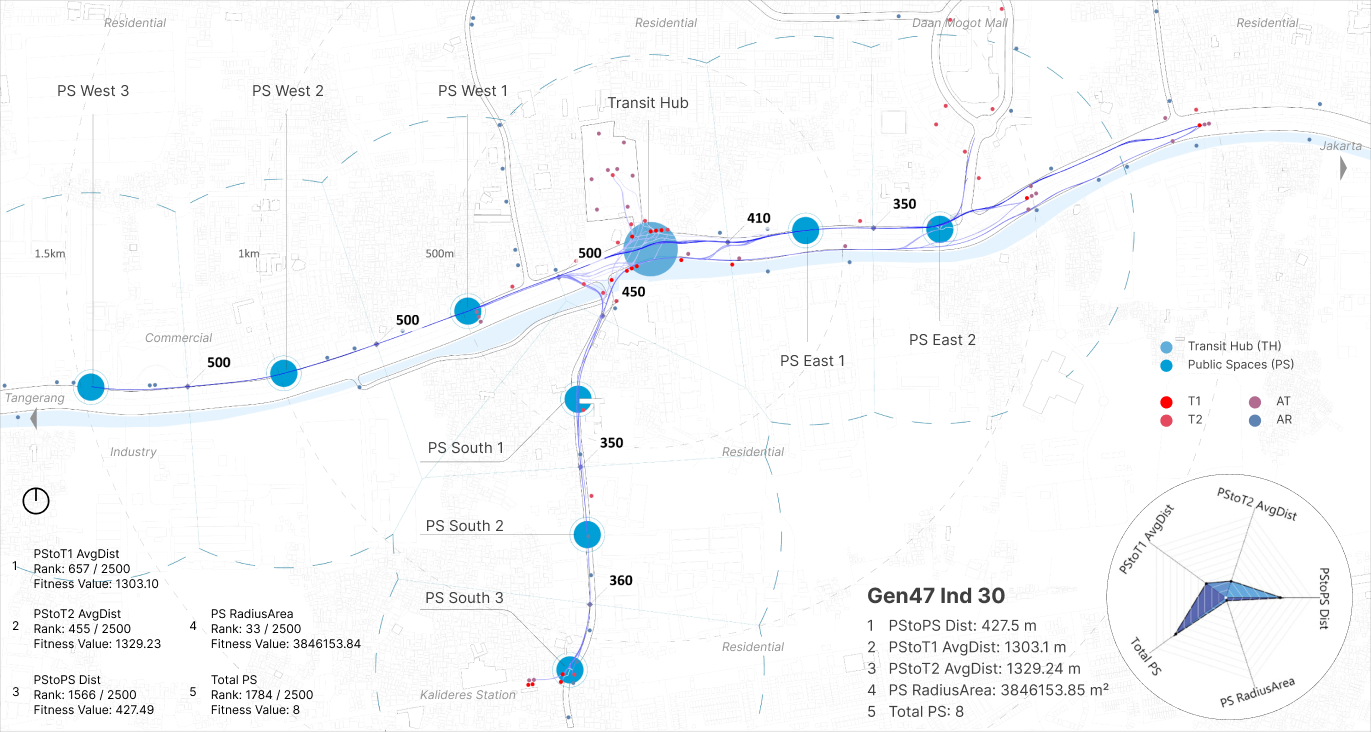 Residential
Residential
Daan Mogot Mall
Residential
PS West 3
PS West 2
PS West 1
Transit Hub
Jakarta
410
350
1.5km
1km
500m
500
450
500
500
Commercial
PS East 1
PS East 2
Transit Hub (TH)
Public Spaces (PS)
Tangerang
T1
AT
T2
AR
Industry
PS South 1
350
Residential
PS South 2
360
PS South 3
Residential
Kalideres Station
1
PStoT1 AvgDist
Rank: 657 / 2500
Fitness Value: 1303.10
2
PStoT2 AvgDist
Rank: 455 / 2500
Fitness Value: 1329.23
3
PStoPS Dist
Rank: 1566 / 2500
Fitness Value: 427.49
4
PS RadiusArea
Rank: 33 / 2500
Fitness Value: 3846153.84
5
Total PS
Rank: 1784 / 2500
Fitness Value: 8
Gen47 Ind 30
1 PStoPS Dist: 427.5 m
2 PStoT1 AvgDist: 1303.1 m
3 PStoT2 AvgDist: 1329.24 m
4 PS RadiusArea: 3846153.85 m²
5 Total PS: 8
PStoT2 AvgDist
PStoT1 AvgDist
PStoPS Dist
Total PS
PS RadiusArea